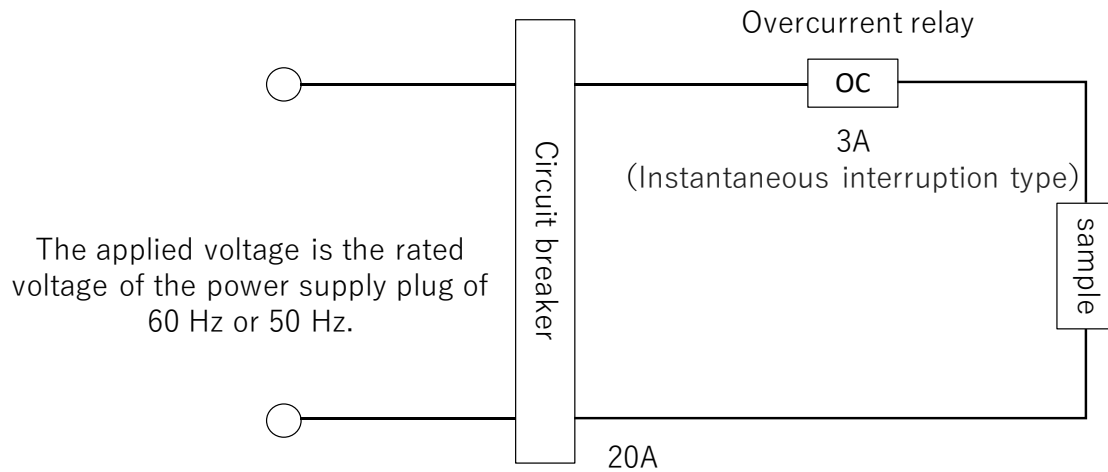 Overcurrent relay
OC
3A
(Instantaneous interruption type)
Circuit breaker
sample
The applied voltage is the rated
voltage of the power supply plug of
60 Hz or 50 Hz.
20A